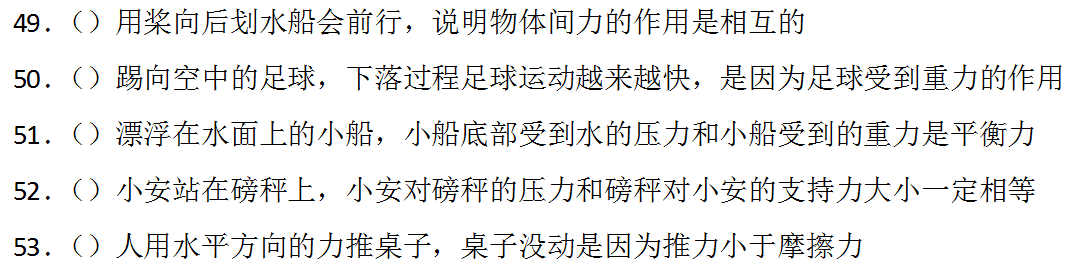 49.（）用桨向后划水船会前行，说明物体间力的作用是相互的
50.（）踢向空中的足球，下落过程足球运动越来越快，是因为足球受到重力的作用
51.（）漂浮在水面上的小船，小船底部受到水的压力和小船受到的重力是平衡力
52.（）小安站在磅秤上，小安对磅秤的压力和磅秤对小安的支持力大小一定相等
53.（）人用水平方向的力推桌子，桌子没动是因为推力小于摩擦力